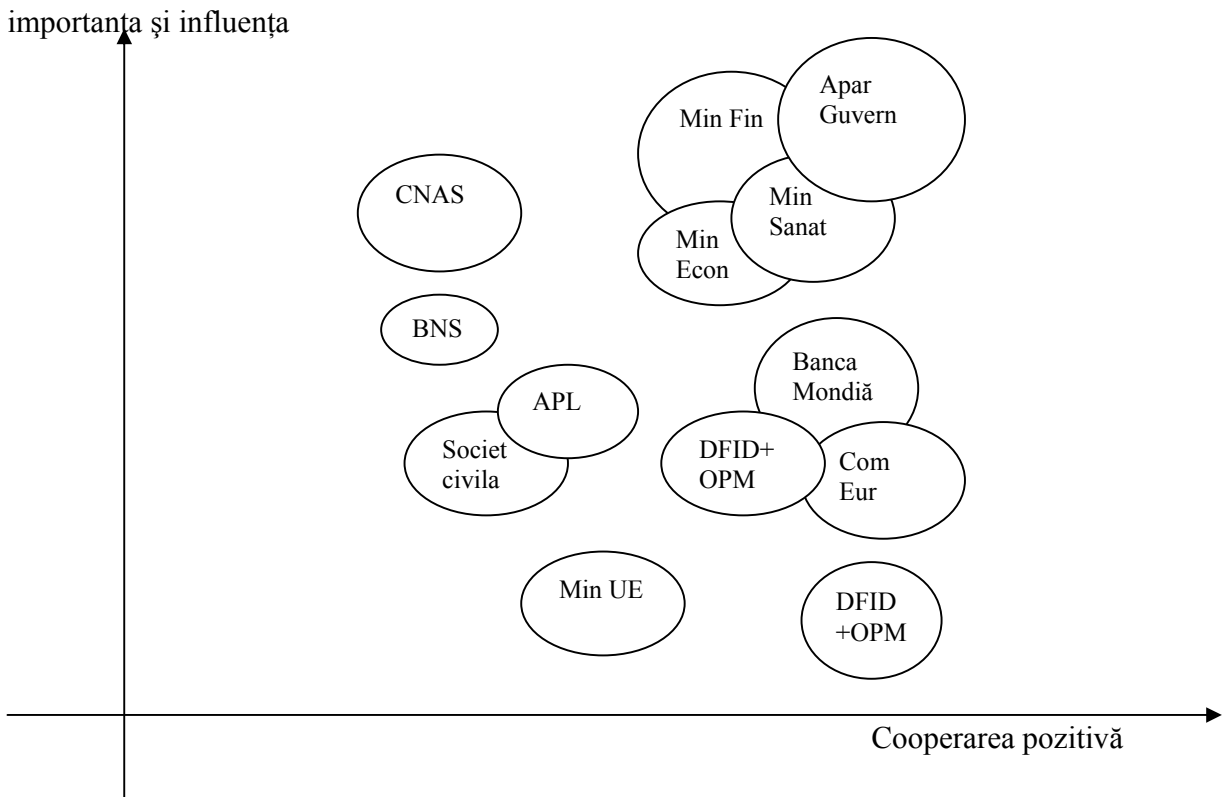 importanta şi influența
Apar
Guvern
Min Fin
CNAS
Min
Sanat
Min
Econ
BNS
Banca
Mondiă
APL
Societ
civila
DFID+
OPM
Com
Eur
Min UE
DFID
+OPM
Cooperarea pozitivă